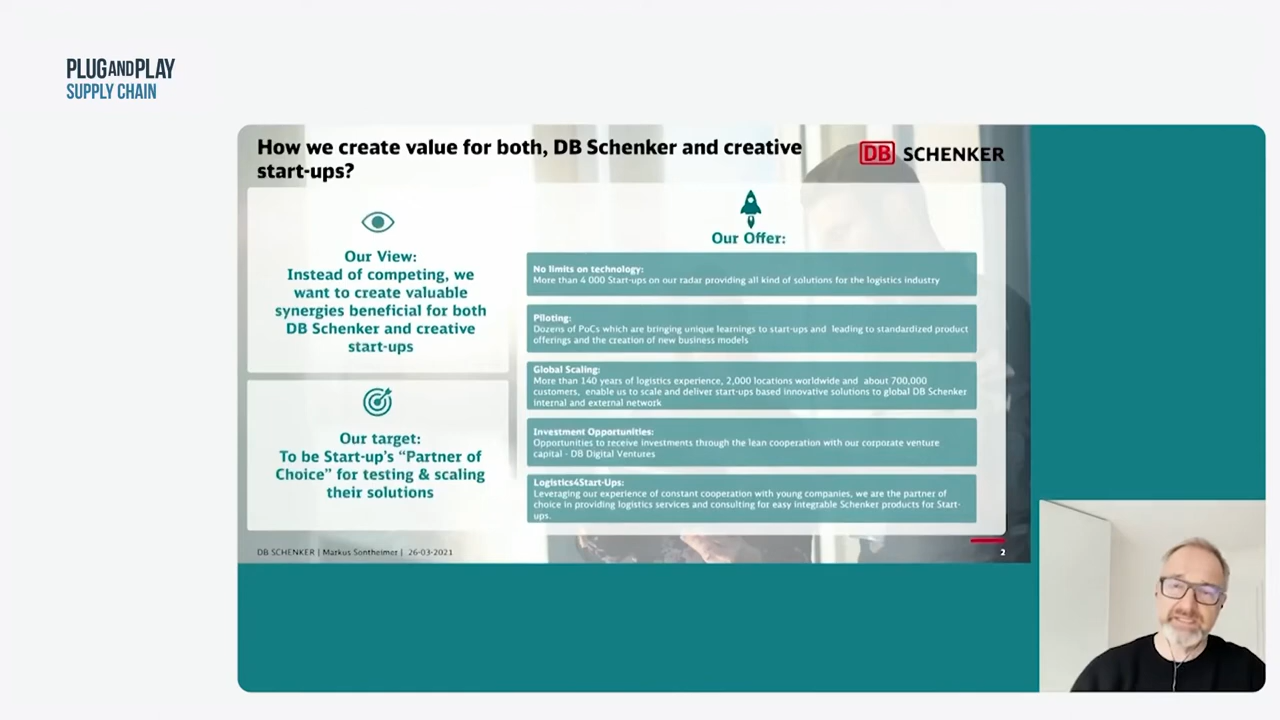 PLUGANDPLAY
SUPPLY CHAIN
How we create value for both, DB Schenker and creative
start-ups?
DB SCHENKER
Our View:
Instead of competing, we
want to create valuable
synergies beneficial for both
DB Schenker and creative
start-ups
Our target:
To be Start-up's “Partner of
Choice” for testing & scaling
their solutions
Our Offer:
No limits on technology:
More than 4 000 Start-ups on our radar providing all kind of solutions for the logistics industry
Piloting:
Dozens of PoCs which are bringing unique learnings to start-ups and leading to standardized product
offerings and the creation of new business models
Global Scaling:
More than 140 years of logistics experience, 2,000 locations worldwide and about 700,000
customers, enable us to scale and deliver start-ups based innovative solutions to global DB Schenker
internal and external network
Investment Opportunities:
Opportunities to receive investments through the lean cooperation with our corporate venture
capital - DB Digital Ventures
Logistics4Start-Ups:
Leveraging our experience of constant cooperation with young companies, we are the partner of
choice in providing logistics services and consulting for easy integrable Schenker products for Start-
ups.
DB SCHENKER | Markus Sontheimer | 26-03-2021
2